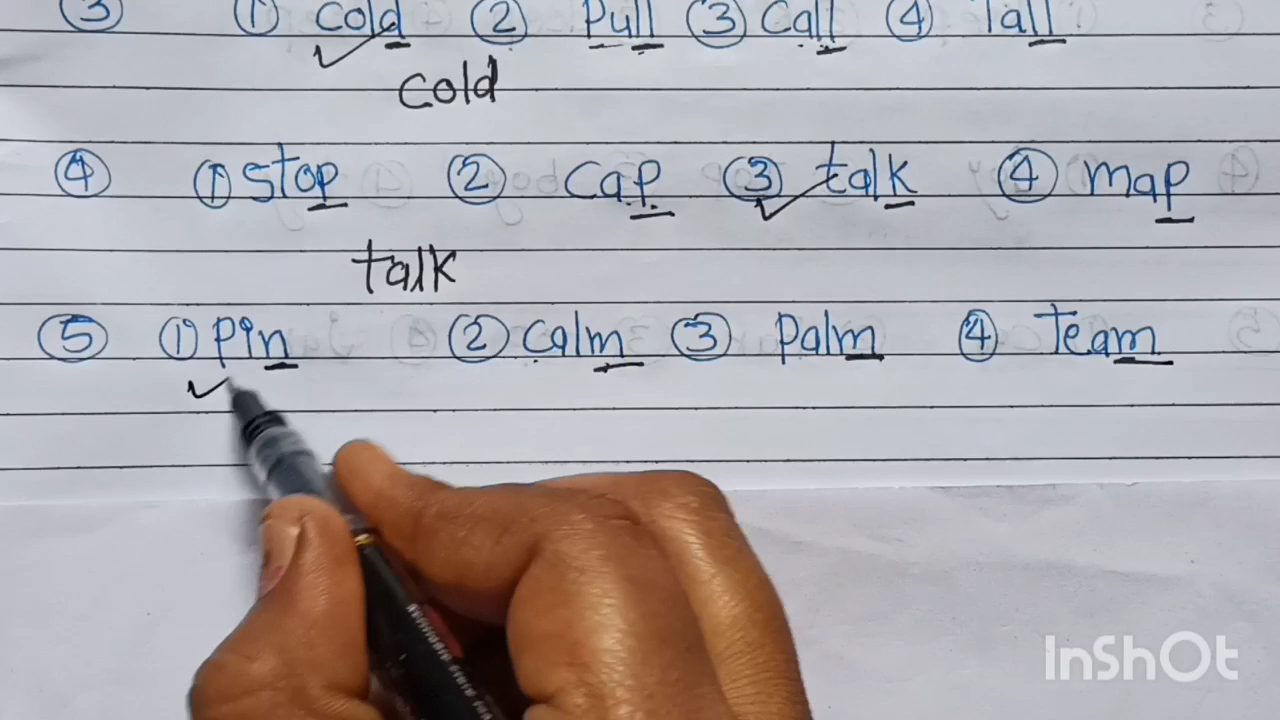 ③ ① cold ② Pull ③ Call ④ Tall
cold
④ ① stop ② cap ③ talk ④ map
talk
⑤ ① Pin ② calm ③ Palm ④ Team
InShOt